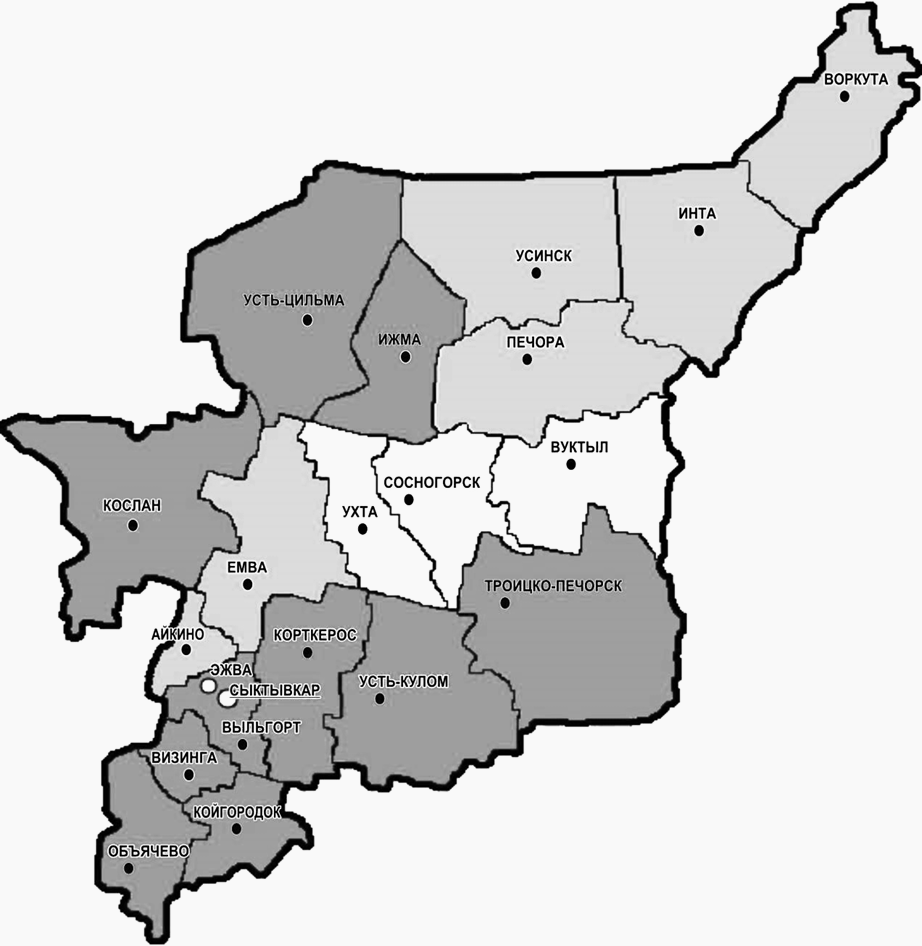 ВОРКУТА
ИНТА
УСИНСК
УСТЬ-ЦИЛЬМА
ИЖМА
ПЕЧОРА
ВУКТЫЛ
СОСНОГОРСК
КОСЛАН
УХТА
ЕМВА
ТРОИЦКО-ПЕЧОРСК
АЙКИНО
КОРТКЕРОС
ЭЖВА
УСТЬ-КУЛОМ
СЫКТЫВКАР
ВЫЛЬГОРТ
ВИЗИНГА
КОЙГОРОДОК
ОБЪЯЧЕВО